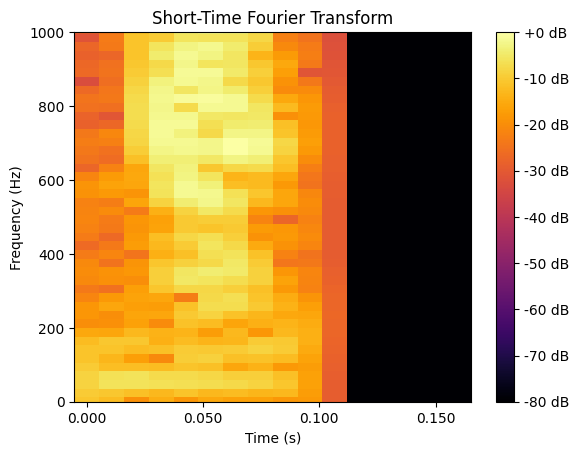 Short-Time Fourier Transform
Frequency (Hz)
1000
800
600
400
200
0
0.000
0.050
0.100
0.150
Time (s)
+0 dB
-10 dB
-20 dB
-30 dB
-40 dB
-50 dB
-60 dB
-70 dB
-80 dB